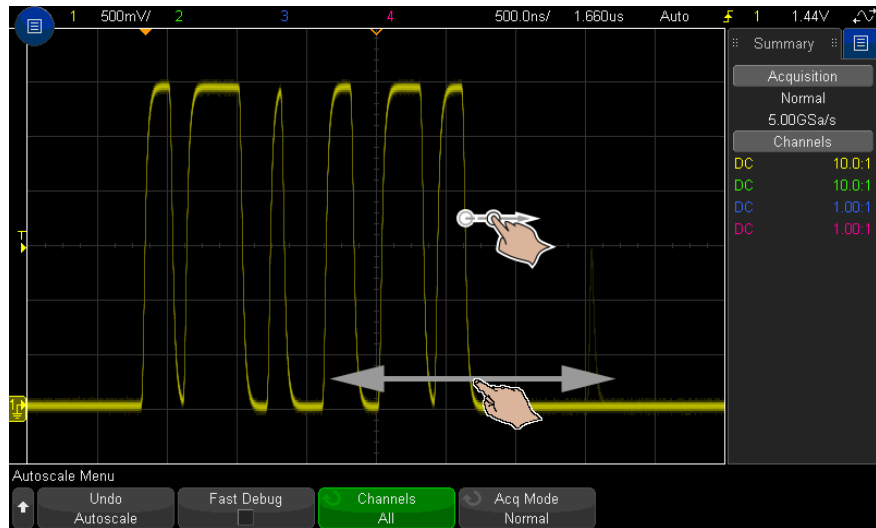 1 500mV/ 2 3 4 500.0ns/ 1.660us Auto 1 1.44V
Summary
Acquisition
Normal
5.00GSa/s
Channels
DC 10.0:1
DC 10.0:1
DC 1.00:1
DC 1.00:1
T
1
Autoscale Menu
Undo
Autoscale
Fast Debug
Channels
All
Acq Mode
Normal